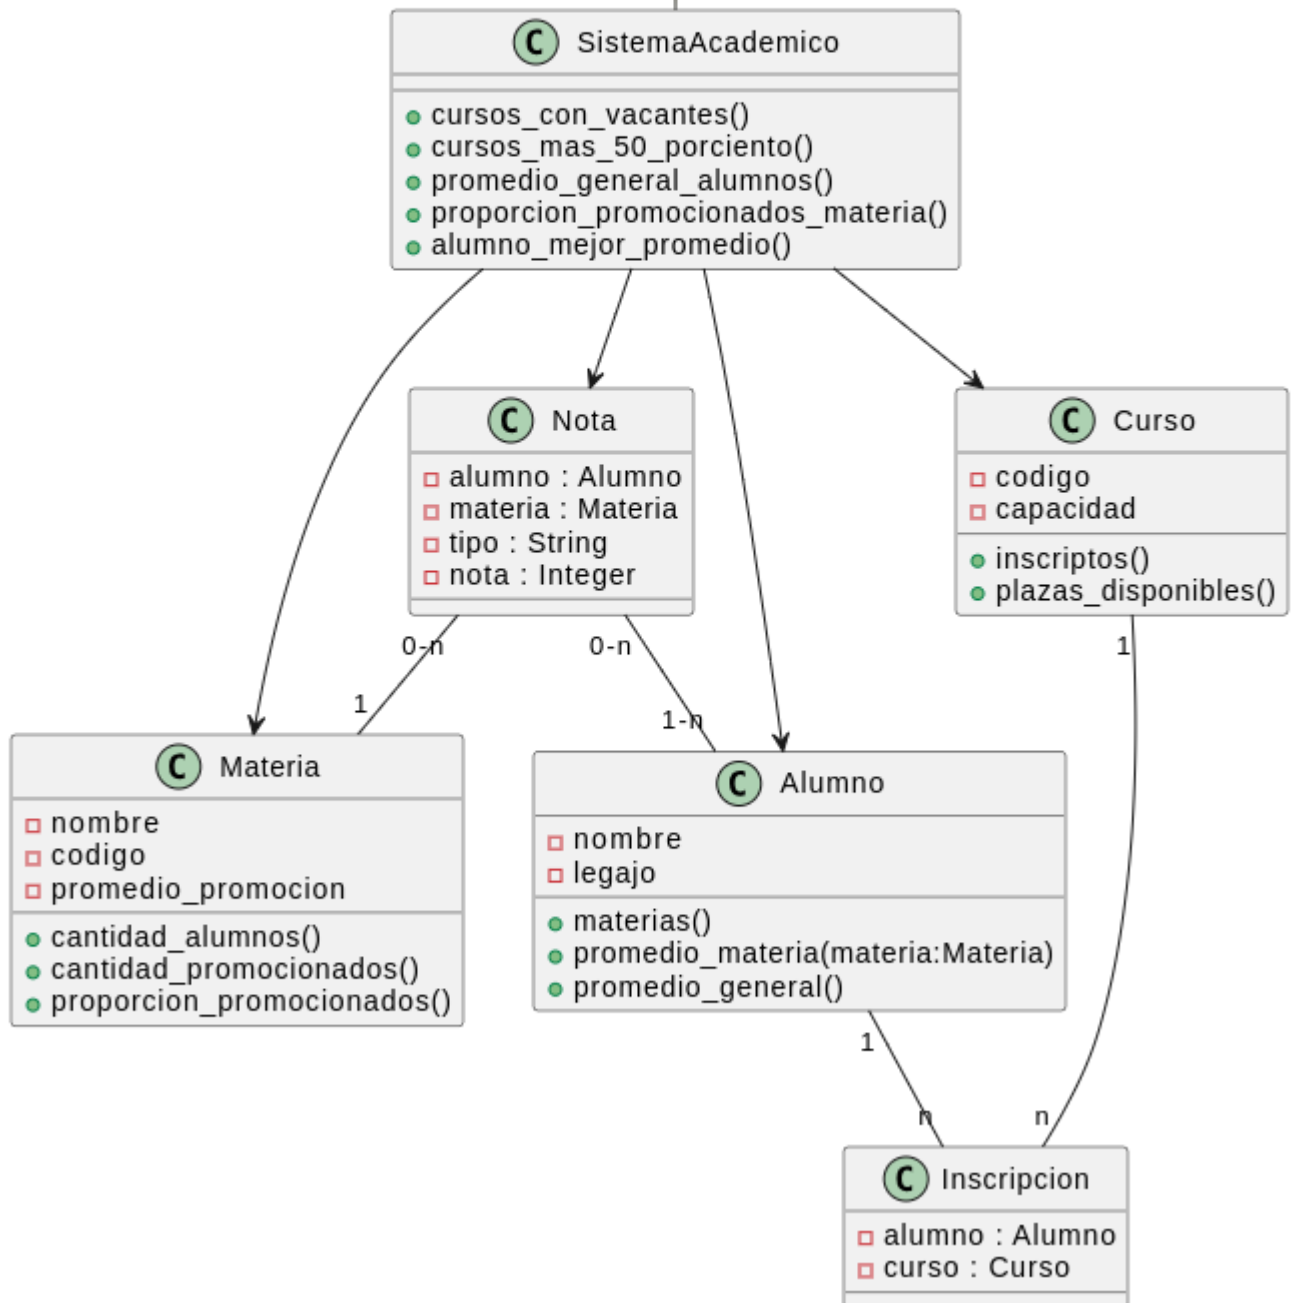 C SistemaAcademico
cursos_con_vacantes()
cursos_mas_50_porciento()
promedio_general_alumnos()
proporcion_promocionados_materia()
alumno_mejor_promedio()
C Nota
alumno : Alumno
materia : Materia
tipo : String
nota : Integer
C Curso
codigo
capacidad
inscriptos()
plazas_disponibles()
0-n
0-n
1
1
1-n
C Materia
nombre
codigo
promedio_promocion
cantidad_alumnos()
cantidad_promocionados()
proporcion_promocionados()
C Alumno
nombre
legajo
materias()
promedio_materia(materia:Materia)
promedio_general()
1
n
n
C Inscripcion
alumno : Alumno
curso : Curso